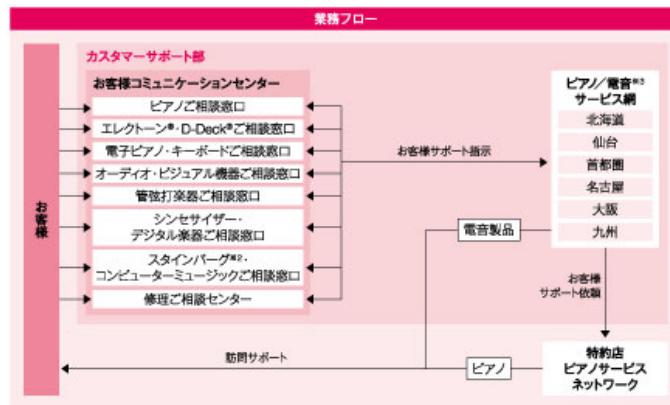 業務フロー
カスタマーサポート部
お客様コミュニケーションセンター
ピアノご相談窓口
エレクトーン®・D-Deck®ご相談窓口
電子ピアノ・キーボードご相談窓口
オーディオ・ビジュアル機器ご相談窓口
管弦打楽器ご相談窓口
シンセサイザー・
デジタル楽器ご相談窓口
スタインバーグ※2・
コンピューターミュージックご相談窓口
修理ご相談センター
お客様
お客様サポート指示
ピアノ/電音※3
サービス網
北海道
仙台
首都圏
名古屋
大阪
九州
電音製品
お客様
サポート依頼
訪問サポート
ピアノ
特約店
ピアノサービス
ネットワーク